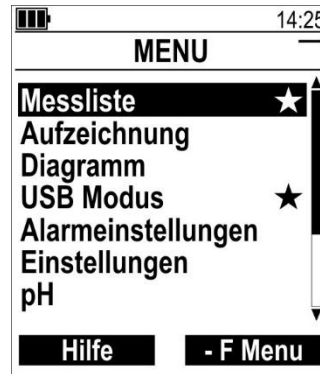 14:25
MENU
Messliste
Aufzeichnung
Diagramm
USB Modus
Alarmeinstellungen
Einstellungen
pH
Hilfe
- F Menu